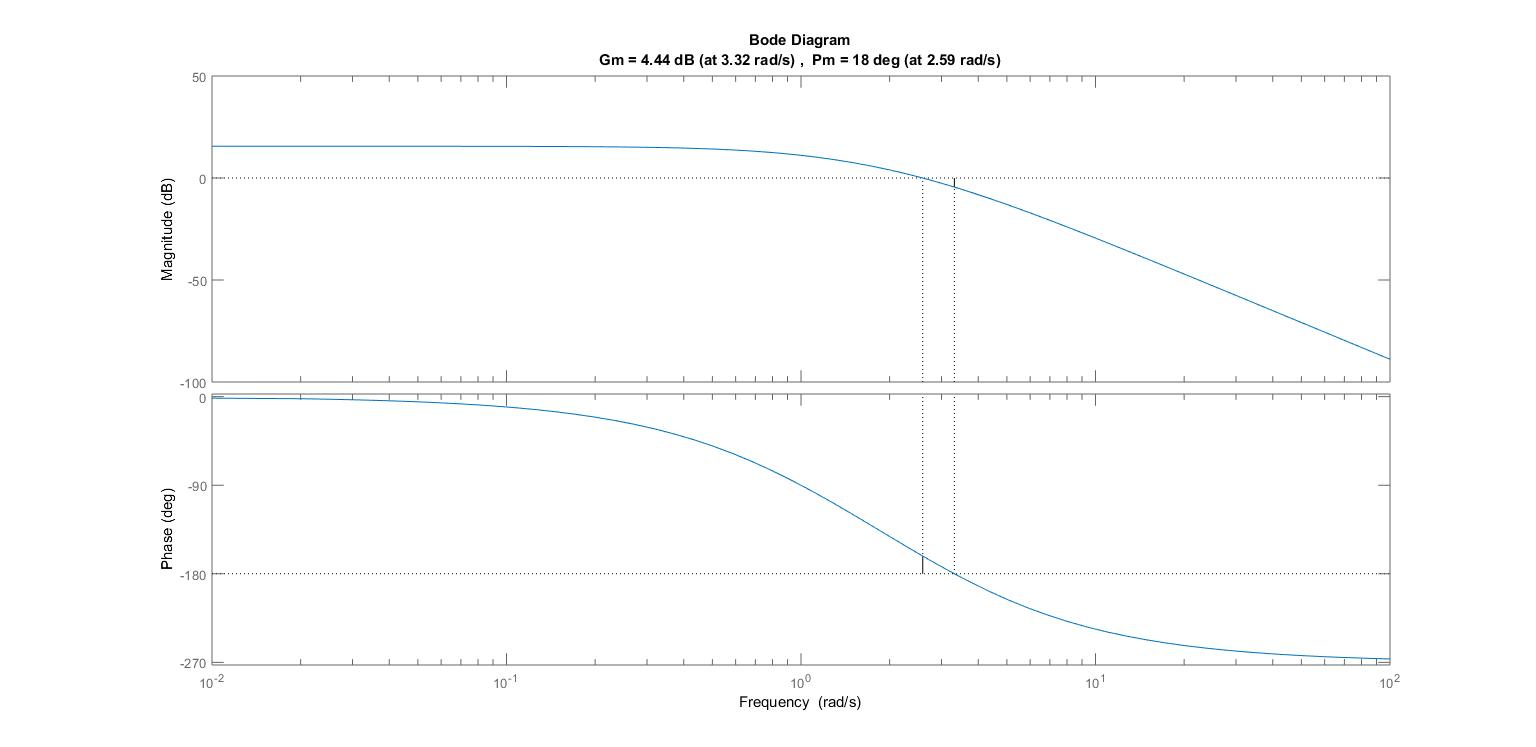 Bode Diagram
Gm = 4.44 dB (at 3.32 rad/s) ,  Pm = 18 deg (at 2.59 rad/s)
50
0
-50
-100
Magnitude (dB)
0
-90
-180
-270
Phase (deg)
10^-2 10^-1 10^0 10^1 10^2
Frequency  (rad/s)